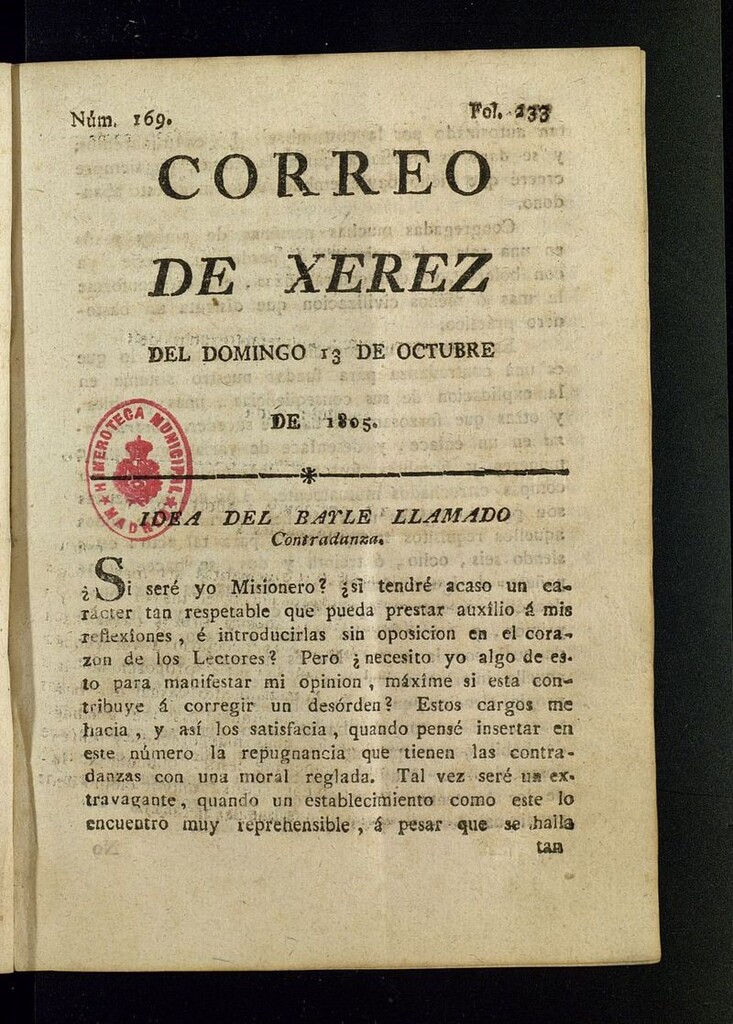 Núm. 169.
Fol. 233
CORREO
DE XEREZ
DEL DOMINGO 13 DE OCTUBRE
DE 1805.
HEMEROTECA MUNICIPAL
MADRID
IDEA DEL BAYLE LLAMADO
Contradanza.
¿Si seré yo Misionero? ¿si tendré acaso un ca-
rácter tan respetable que pueda prestar auxîlio á mis
reflexiones, é introducirlas sin oposicion en el cora-
zon de los Lectores? Pero ¿necesito yo algo de es-
to para manifestar mi opinion, máxîme si esta con-
tribuye á corregir un desórden? Estos cargos me
hacia, y así los satisfacia, quando pensé insertar en
este número la repugnancia que tienen las contra-
danzas con una moral reglada. Tal vez seré un ex-
travagante, quando un establecimiento como este lo
encuentro muy reprehensible, á pesar que se halla
tan